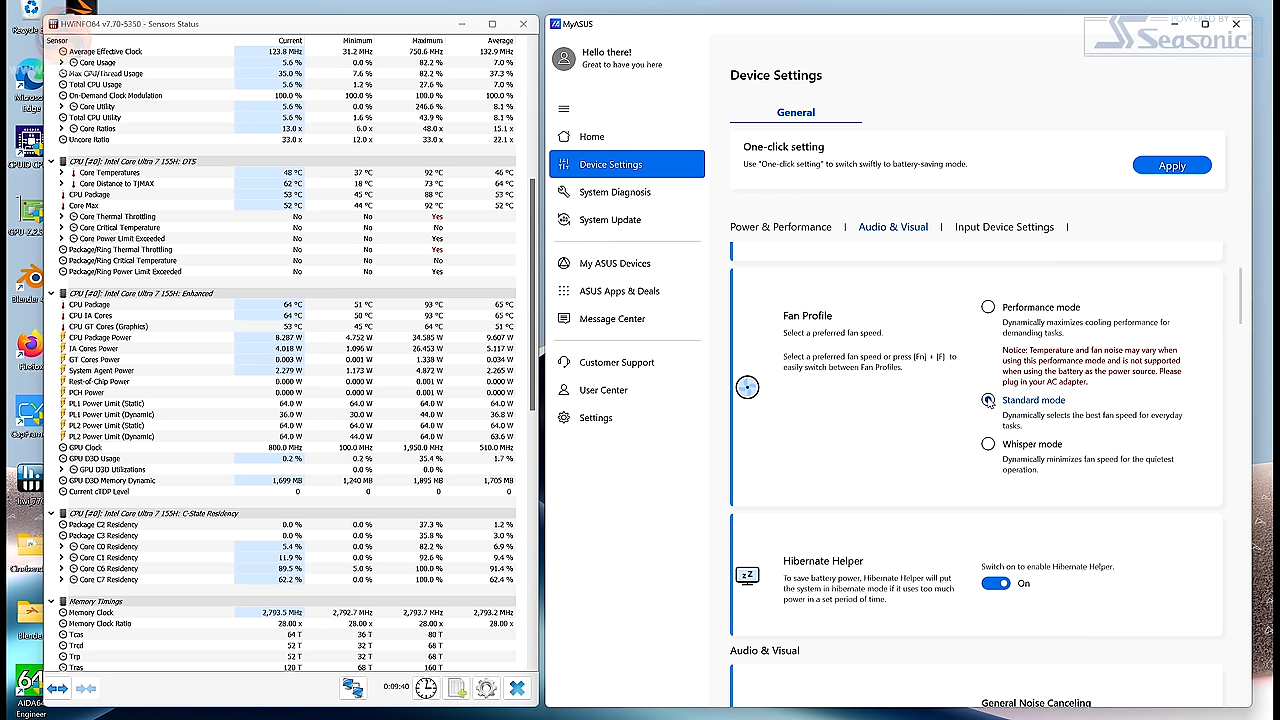 HWiNFO64 v7.70-5350 - Sensors Status
Sensor Current Minimum Maximum Average
Average Effective Clock 123.8 MHz 31.2 MHz 750.6 MHz 132.9 MHz
Core Usage 5.6 % 0.0 % 82.2 % 7.0 %
Max CPU/Thread Usage 35.0 % 7.6 % 82.2 % 37.3 %
Total CPU Usage 5.6 % 1.2 % 27.6 % 7.0 %
On-Demand Clock Modulation 100.0 % 100.0 % 100.0 % 100.0 %
Core Utility 5.6 % 0.0 % 246.6 % 8.1 %
Total CPU Utility 5.6 % 1.6 % 43.9 % 8.1 %
Core Ratios 13.0 x 6.0 x 48.0 x 15.1 x
Uncore Ratio 33.0 x 12.0 x 33.0 x 22.1 x
CPU [#0]: Intel Core Ultra 7 155H: DTS
Core Temperatures 48 °C 37 °C 92 °C 46 °C
Core Distance to TjMAX 62 °C 18 °C 73 °C 64 °C
CPU Package 53 °C 45 °C 88 °C 53 °C
Core Max 52 °C 44 °C 92 °C 52 °C
Core Thermal Throttling No No Yes
Core Critical Temperature No No No
Core Power Limit Exceeded No No Yes
Package/Ring Thermal Throttling No No Yes
Package/Ring Critical Temperature No No No
Package/Ring Power Limit Exceeded No No Yes
CPU [#0]: Intel Core Ultra 7 155H: Enhanced
CPU Package 64 °C 51 °C 93 °C 65 °C
CPU IA Cores 64 °C 50 °C 93 °C 65 °C
CPU GT Cores (Graphics) 53 °C 45 °C 64 °C 51 °C
CPU Package Power 8.287 W 4.752 W 34.585 W 9.607 W
IA Cores Power 4.018 W 1.096 W 26.453 W 5.117 W
GT Cores Power 0.003 W 0.001 W 1.338 W 0.034 W
System Agent Power 2.279 W 1.173 W 4.872 W 2.265 W
Rest-of-Chip Power 0.000 W 0.000 W 0.001 W 0.000 W
PCH Power 0.000 W 0.000 W 0.000 W 0.000 W
PL1 Power Limit (Static) 64.0 W 64.0 W 64.0 W 64.0 W
PL1 Power Limit (Dynamic) 36.0 W 30.0 W 44.0 W 36.8 W
PL2 Power Limit (Static) 64.0 W 64.0 W 64.0 W 64.0 W
PL2 Power Limit (Dynamic) 64.0 W 44.0 W 64.0 W 63.6 W
GPU Clock 800.0 MHz 100.0 MHz 1,950.0 MHz 510.0 MHz
GPU D3D Usage 0.2 % 0.2 % 35.4 % 1.7 %
GPU D3D Utilizations 0.0 % 0.0 %
GPU D3D Memory Dynamic 1,699 MB 1,240 MB 1,895 MB 1,705 MB
Current cTDP Level 0 0 0 0
CPU [#0]: Intel Core Ultra 7 155H: C-State Residency
Package C2 Residency 0.0 % 0.0 % 37.3 % 1.2 %
Package C3 Residency 0.0 % 0.0 % 35.8 % 3.0 %
Core C0 Residency 5.4 % 0.0 % 82.2 % 6.9 %
Core C1 Residency 11.9 % 0.0 % 92.6 % 9.4 %
Core C6 Residency 89.5 % 5.0 % 100.0 % 91.4 %
Core C7 Residency 62.2 % 0.0 % 100.0 % 62.4 %
Memory Timings
Memory Clock 2,793.5 MHz 2,792.7 MHz 2,793.7 MHz 2,793.2 MHz
Memory Clock Ratio 28.00 x 28.00 x 28.00 x 28.00 x
Tcas 64 T 36 T 80 T
Trcd 52 T 32 T 68 T
Trp 52 T 32 T 68 T
Tras 120 T 68 T 160 T
0:09:40
Recycle
Microso
Edge
CPUID CP
GPU-Z.2.5
Blender
Firefox
CapFram
Blende
64
AIDA64
Engineer
MyASUS
POWERED BY
Seasonic
Hello there!
Great to have you here
Home
Device Settings
System Diagnosis
System Update
My ASUS Devices
ASUS Apps & Deals
Message Center
Customer Support
User Center
Settings
Device Settings
General
One-click setting
Use "One-click setting" to switch swiftly to battery-saving mode.
Apply
Power & Performance | Audio & Visual | Input Device Settings |
Fan Profile
Select a preferred fan speed.
Select a preferred fan speed or press [Fn] + [F] to
easily switch between Fan Profiles.
Performance mode
Dynamically maximizes cooling performance for
demanding tasks.
Notice: Temperature and fan noise may vary when
using this performance mode and is not supported
when using the battery as the power source. Please
plug in your AC adapter.
Standard mode
Dynamically selects the best fan speed for everyday
tasks.
Whisper mode
Dynamically minimizes fan speed for the quietest
operation.
Hibernate Helper
To save battery power, Hibernate Helper will put
the system in hibernate mode if it uses too much
power in a set period of time.
Switch on to enable Hibernate Helper.
On
Audio & Visual
General Noise Canceling